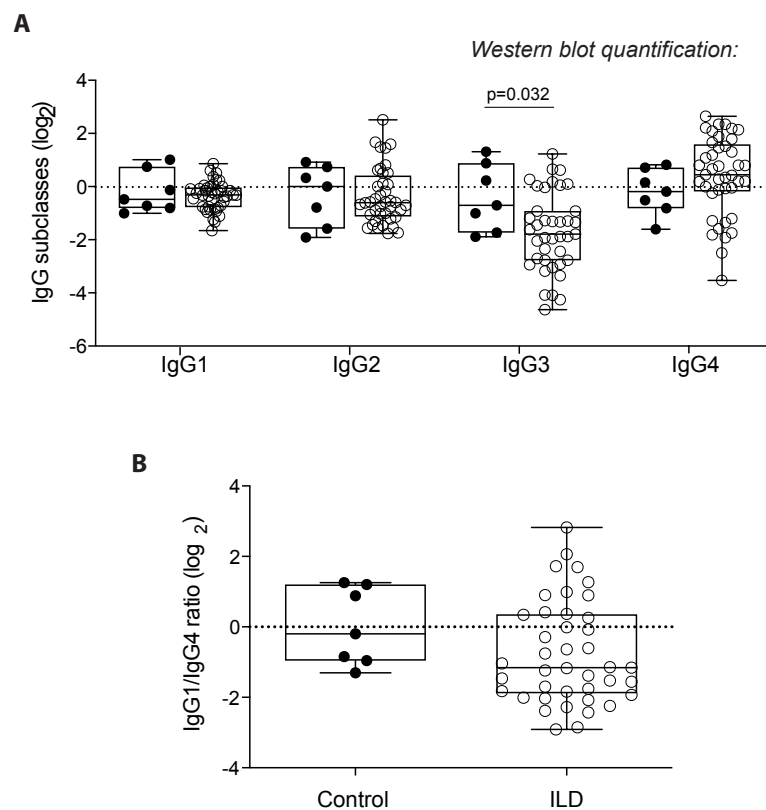 A
Western blot quantification:
p=0.032
IgG subclasses (log2)
4
2
0
-2
-4
-6
IgG1 IgG2 IgG3 IgG4
B
IgG1/IgG4 ratio (log 2)
4
2
0
-2
-4
Control ILD